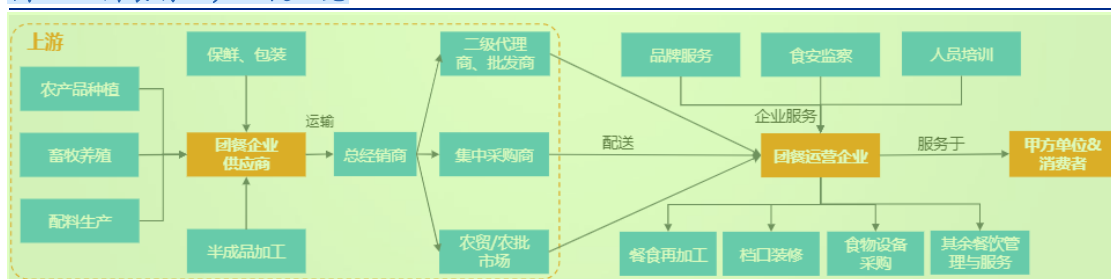 上游
农产品种植
畜牧养殖
配料生产
保鲜、包装
团餐企业
供应商
半成品加工
运输
总经销商
二级代理
商、批发商
集中采购商
农贸/农批
市场
配送
品牌服务
食安监察
人员培训
企业服务
团餐运营企业
服务于
甲方单位&
消费者
餐食再加工
档口装修
食物设备
采购
其余餐饮管
理与服务